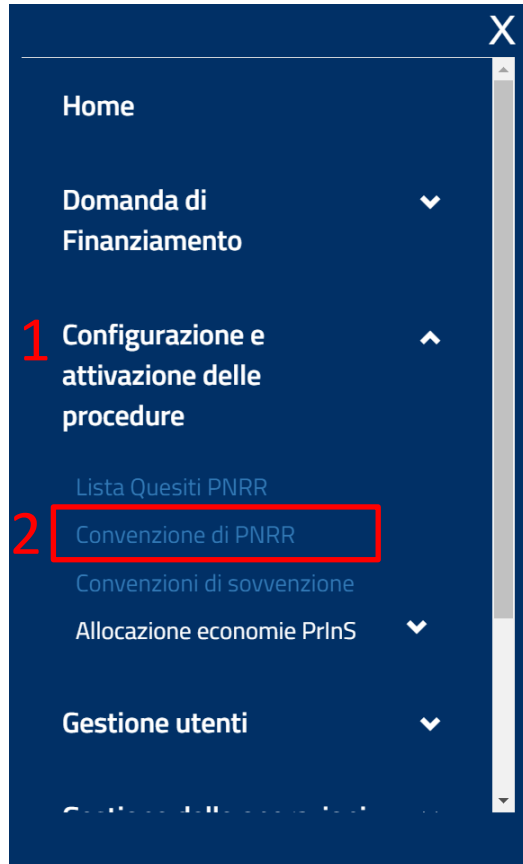 X
Home
Domanda di
Finanziamento
1 Configurazione e
attivazione delle
procedure
Lista Quesiti PNRR
2 Convenzione di PNRR
Convenzioni di sovvenzione
Allocazione economie PrInS
Gestione utenti